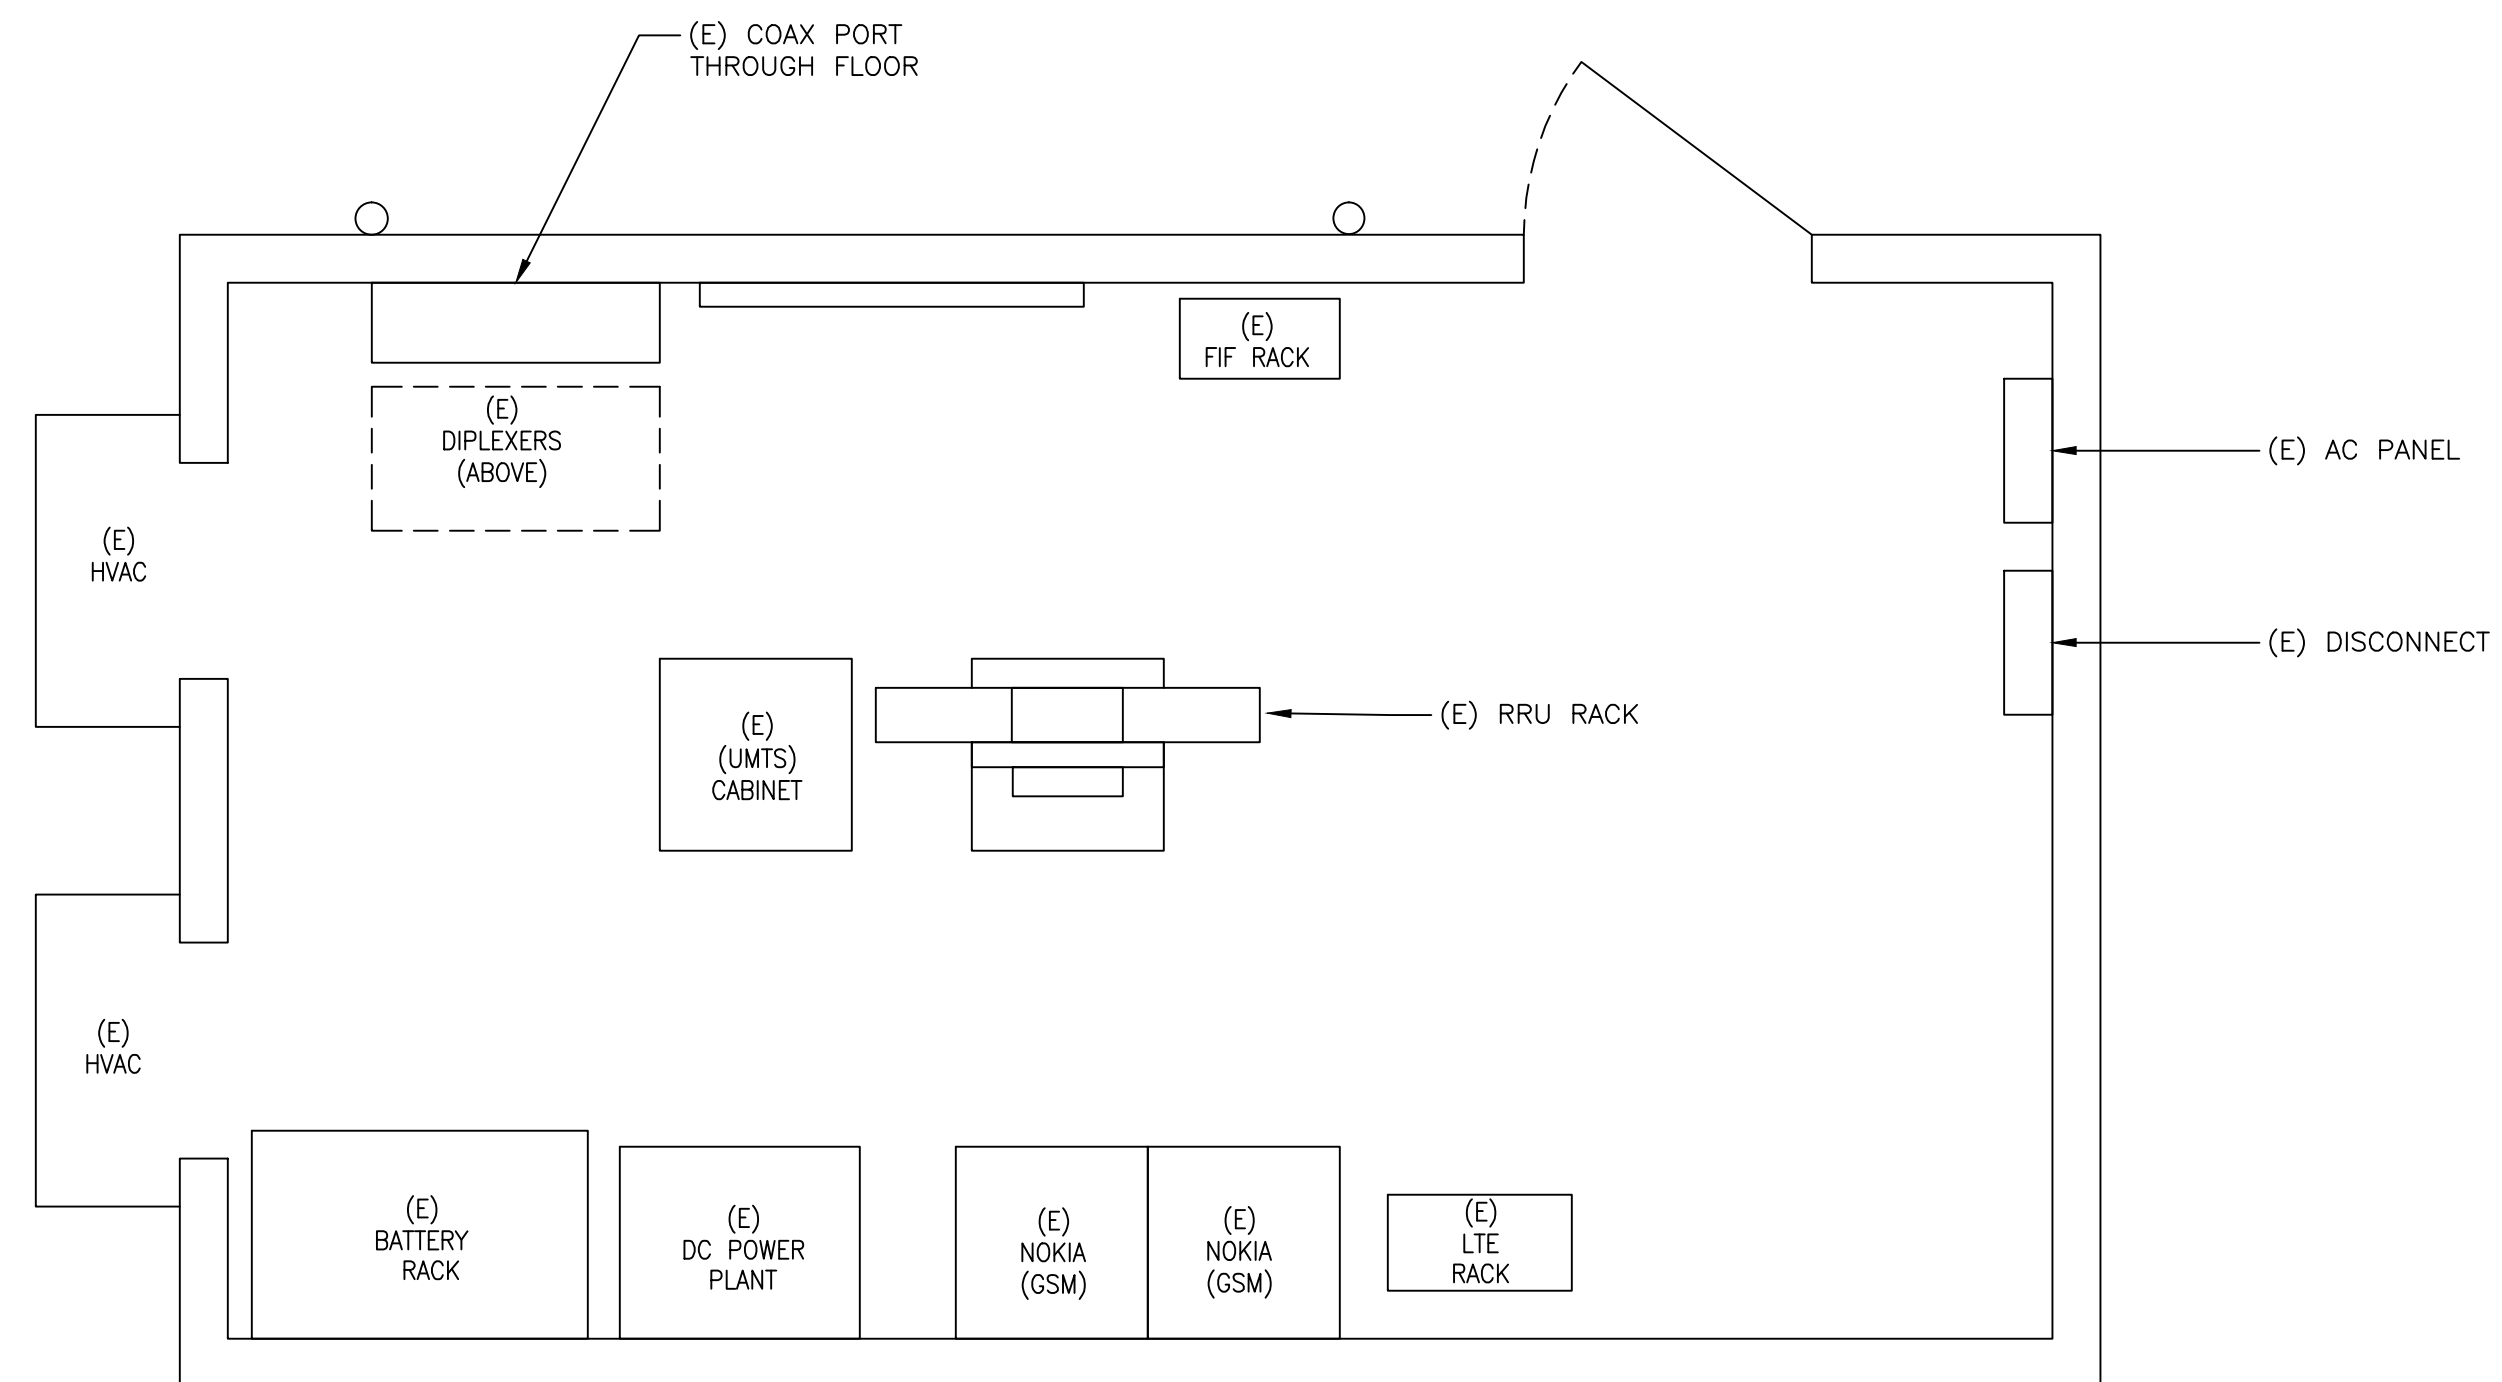 (E) COAX PORT
THROUGH FLOOR
(E)
FIF RACK
(E)
DIPLEXERS
(ABOVE)
(E) AC PANEL
(E)
HVAC
(E) DISCONNECT
(E)
(UMTS)
CABINET
(E) RRU RACK
(E)
HVAC
(E)
BATTERY
RACK
(E)
DC POWER
PLANT
(E)
NOKIA
(GSM)
(E)
NOKIA
(GSM)
(E)
LTE
RACK